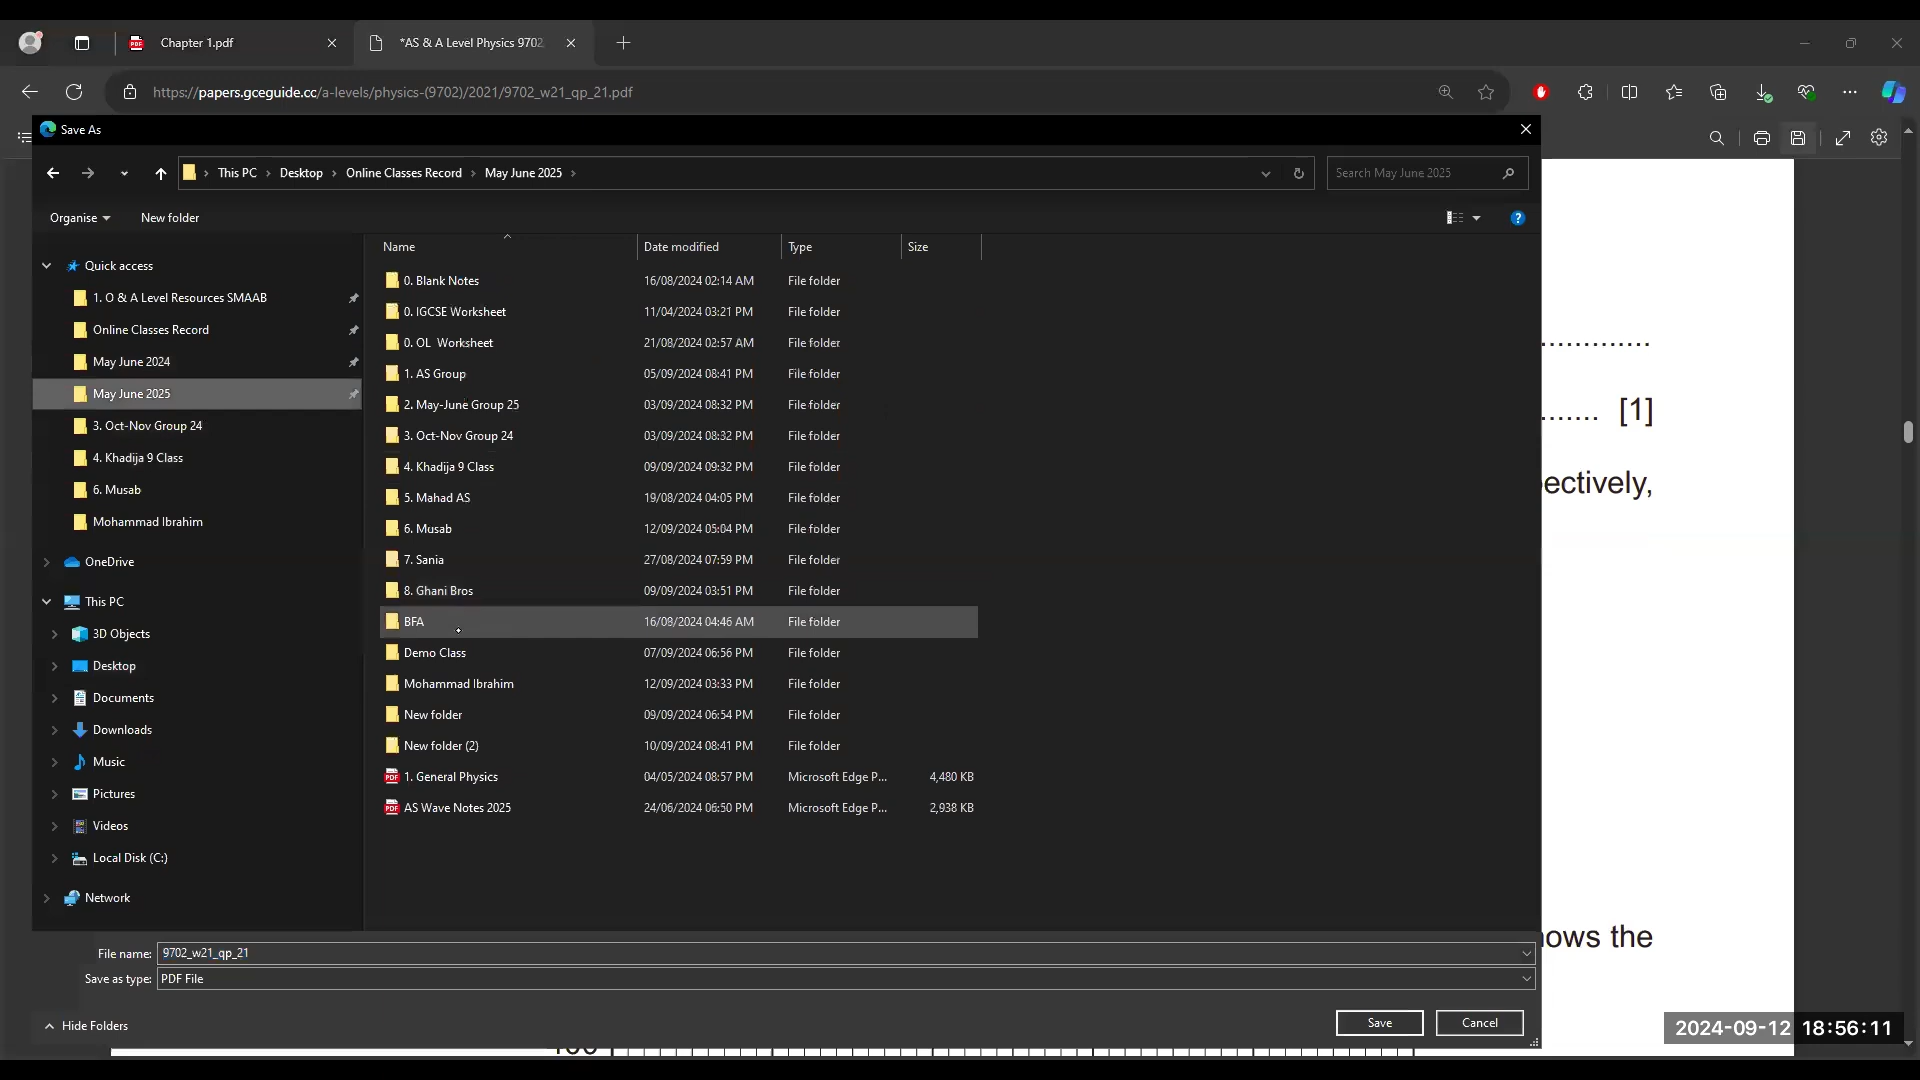 Chapter 1.pdf
*AS & A Level Physics 9702
https://papers.gceguide.cc/a-levels/physics-(9702)/2021/9702_w21_qp_21.pdf
Save As
This PC > Desktop > Online Classes Record > May June 2025 >
Search May June 2025
Organise
New folder
Name
Date modified
Type
Size
Quick access
1. O & A Level Resources SMAAB
Online Classes Record
May June 2024
May June 2025
3. Oct-Nov Group 24
4. Khadija 9 Class
6. Musab
Mohammad Ibrahim
OneDrive
This PC
3D Objects
Desktop
Documents
Downloads
Music
Pictures
Videos
Local Disk (C:)
Network
0. Blank Notes 16/08/2024 02:14 AM File folder
0. IGCSE Worksheet 11/04/2024 03:21 PM File folder
0. OL Worksheet 21/08/2024 02:57 AM File folder
1. AS Group 05/09/2024 08:41 PM File folder
2. May-June Group 25 03/09/2024 08:32 PM File folder
3. Oct-Nov Group 24 03/09/2024 08:32 PM File folder
4. Khadija 9 Class 09/09/2024 09:32 PM File folder
5. Mahad AS 19/08/2024 04:05 PM File folder
6. Musab 12/09/2024 05:04 PM File folder
7. Sania 27/08/2024 07:59 PM File folder
8. Ghani Bros 09/09/2024 03:51 PM File folder
BFA 16/08/2024 04:46 AM File folder
Demo Class 07/09/2024 06:56 PM File folder
Mohammad Ibrahim 12/09/2024 03:33 PM File folder
New folder 09/09/2024 06:54 PM File folder
New folder (2) 10/09/2024 08:41 PM File folder
1. General Physics 04/05/2024 08:57 PM Microsoft Edge P... 4,480 KB
AS Wave Notes 2025 24/06/2024 06:50 PM Microsoft Edge P... 2,938 KB
.............
...... [1]
ectively,
ows the
File name: 9702_w21_qp_21
Save as type: PDF File
Hide Folders
Save
Cancel
2024-09-12 18:56:11